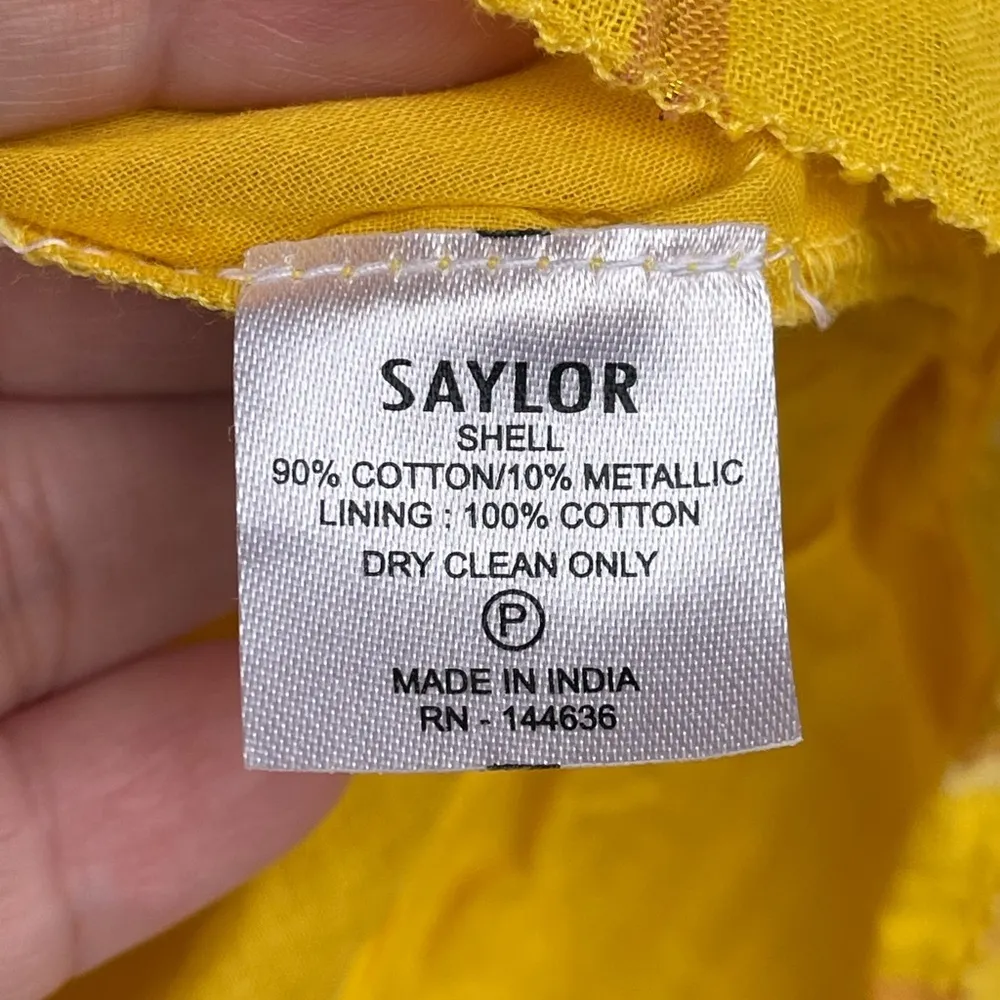 SAYLOR
SHELL
90% COTTON/10% METALLIC
LINING : 100% COTTON
DRY CLEAN ONLY
P
MADE IN INDIA
RN - 144636